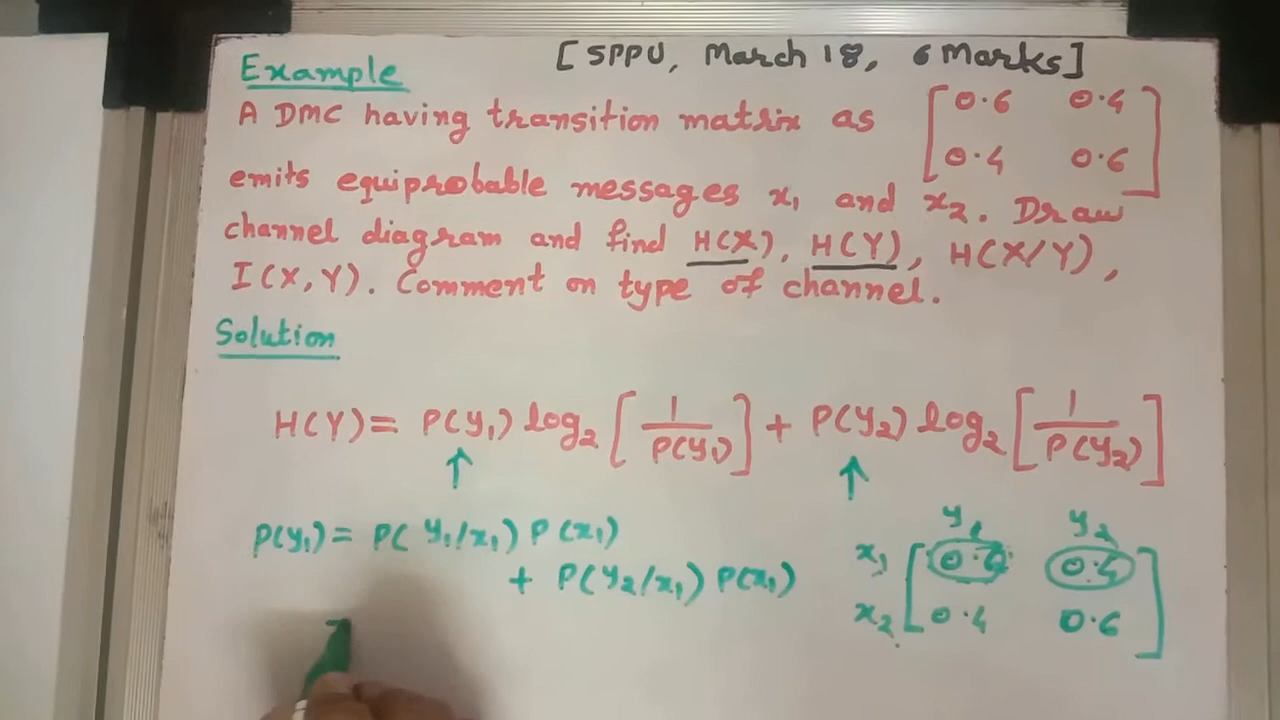 Example [SPPU, March 18, 6 Marks]
A DMC having transition matrix as [0.6 0.4
0.4 0.6]
emits equiprobable messages x₁ and x₂. Draw
channel diagram and find H(X), H(Y), H(X/Y),
I(X,Y). Comment on type of channel.
Solution
H(Y) = P(y₁) log₂ [1/P(y₁)] + P(y₂) log₂ [1/P(y₂)]
↑ ↑
P(y₁) = P(y₁/x₁) P(x₁)
+ P(y₂/x₁) P(x₁)
y₁ y₂
x₁ [0.6 0.4
x₂ 0.4 0.6]